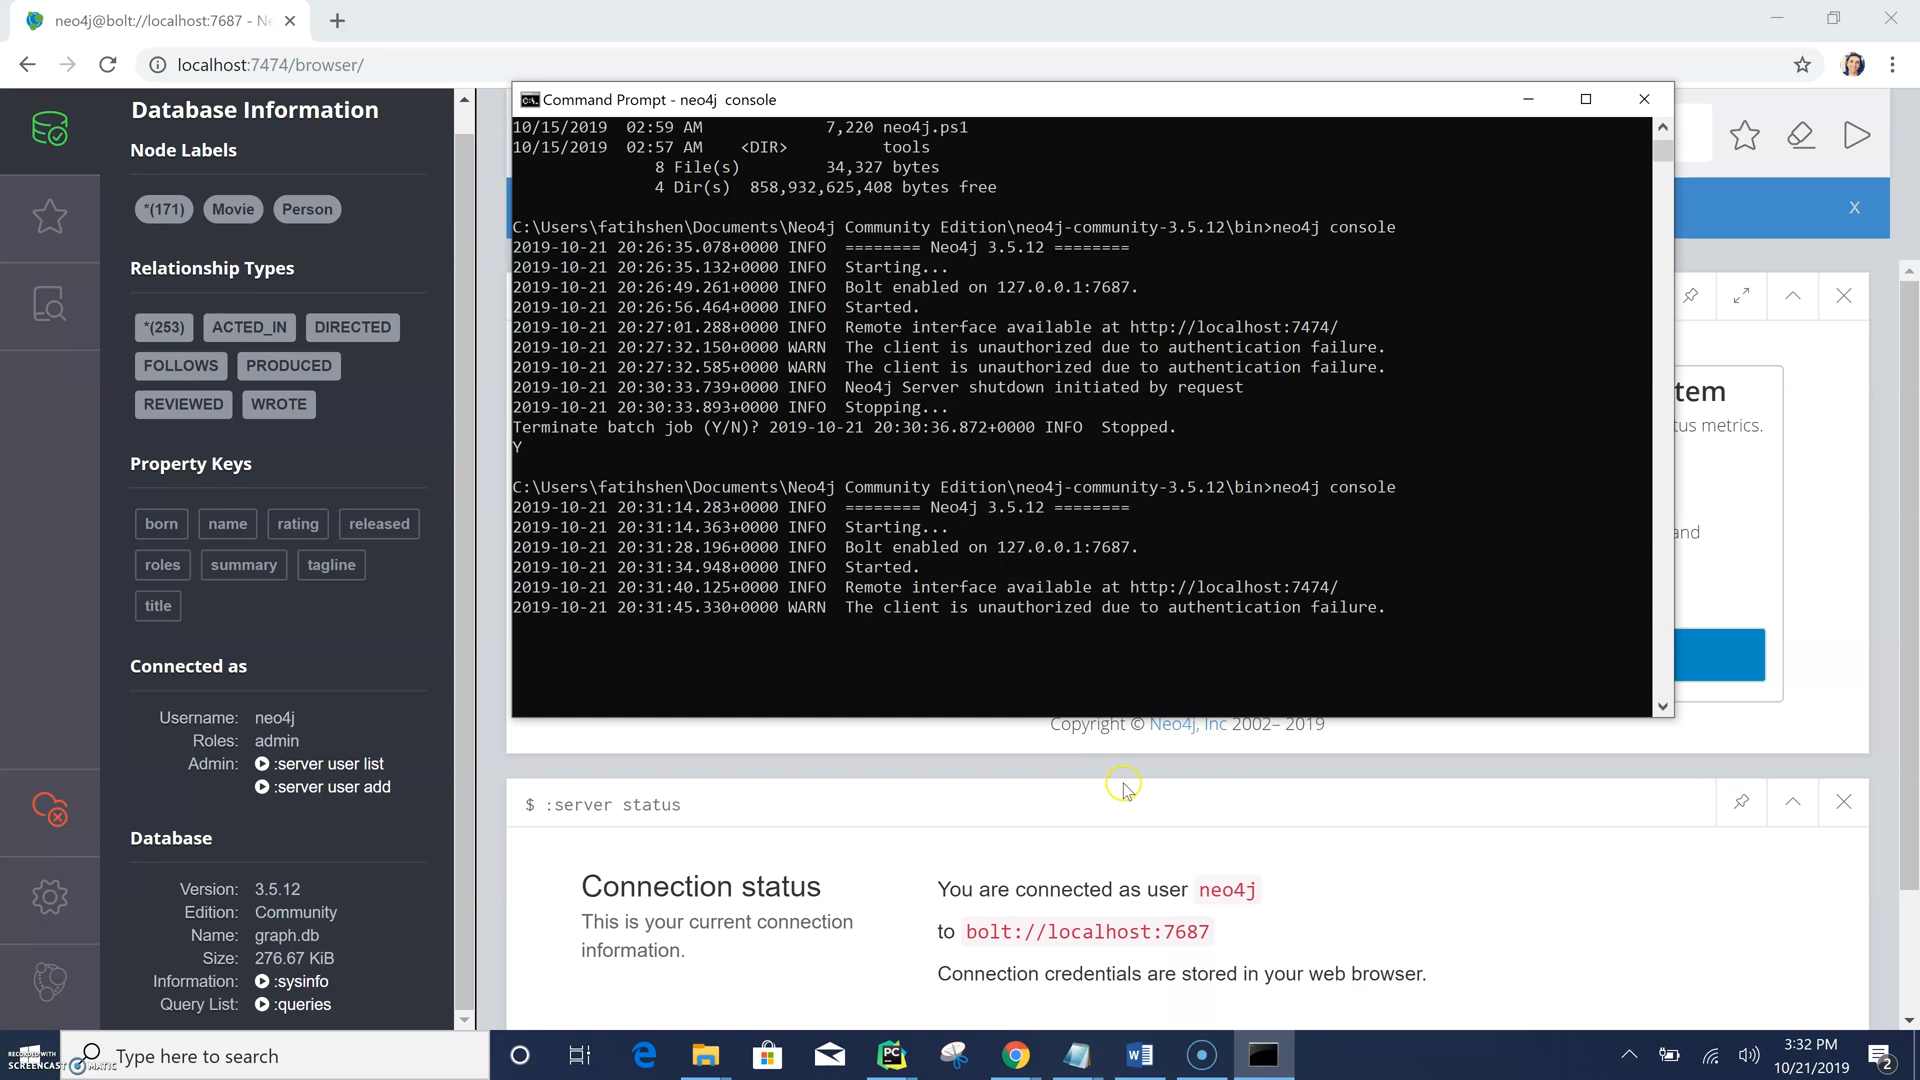 neo4j@bolt://localhost:7687 - Ne
localhost:7474/browser/
Database Information
Node Labels
*(171) Movie Person
Relationship Types
*(253) ACTED_IN DIRECTED
FOLLOWS PRODUCED
REVIEWED WROTE
Property Keys
born name rating released
roles summary tagline
title
Connected as
Username: neo4j
Roles: admin
Admin: :server user list
:server user add
Database
Version: 3.5.12
Edition: Community
Name: graph.db
Size: 276.67 KiB
Information: :sysinfo
Query List: :queries
Command Prompt - neo4j console
10/15/2019 02:59 AM 7,220 neo4j.ps1
10/15/2019 02:57 AM <DIR> tools
8 File(s) 34,327 bytes
4 Dir(s) 858,932,625,408 bytes free
C:\Users\fatihshen\Documents\Neo4j Community Edition\neo4j-community-3.5.12\bin>neo4j console
2019-10-21 20:26:35.078+0000 INFO ======== Neo4j 3.5.12 ========
2019-10-21 20:26:35.132+0000 INFO Starting...
2019-10-21 20:26:49.261+0000 INFO Bolt enabled on 127.0.0.1:7687.
2019-10-21 20:26:56.464+0000 INFO Started.
2019-10-21 20:27:01.288+0000 INFO Remote interface available at http://localhost:7474/
2019-10-21 20:27:32.150+0000 WARN The client is unauthorized due to authentication failure.
2019-10-21 20:27:32.585+0000 WARN The client is unauthorized due to authentication failure.
2019-10-21 20:30:33.739+0000 INFO Neo4j Server shutdown initiated by request
2019-10-21 20:30:33.893+0000 INFO Stopping...
Terminate batch job (Y/N)? 2019-10-21 20:30:36.872+0000 INFO Stopped.
Y
C:\Users\fatihshen\Documents\Neo4j Community Edition\neo4j-community-3.5.12\bin>neo4j console
2019-10-21 20:31:14.283+0000 INFO ======== Neo4j 3.5.12 ========
2019-10-21 20:31:14.363+0000 INFO Starting...
2019-10-21 20:31:28.196+0000 INFO Bolt enabled on 127.0.0.1:7687.
2019-10-21 20:31:34.948+0000 INFO Started.
2019-10-21 20:31:40.125+0000 INFO Remote interface available at http://localhost:7474/
2019-10-21 20:31:45.330+0000 WARN The client is unauthorized due to authentication failure.
X
tem
tus metrics.
and
Copyright © Neo4j, Inc 2002– 2019
$ :server status
Connection status
This is your current connection
information.
You are connected as user neo4j
to bolt://localhost:7687
Connection credentials are stored in your web browser.
RECORDED WITH
SCREENCAST MATIC
Type here to search
3:32 PM
10/21/2019
2